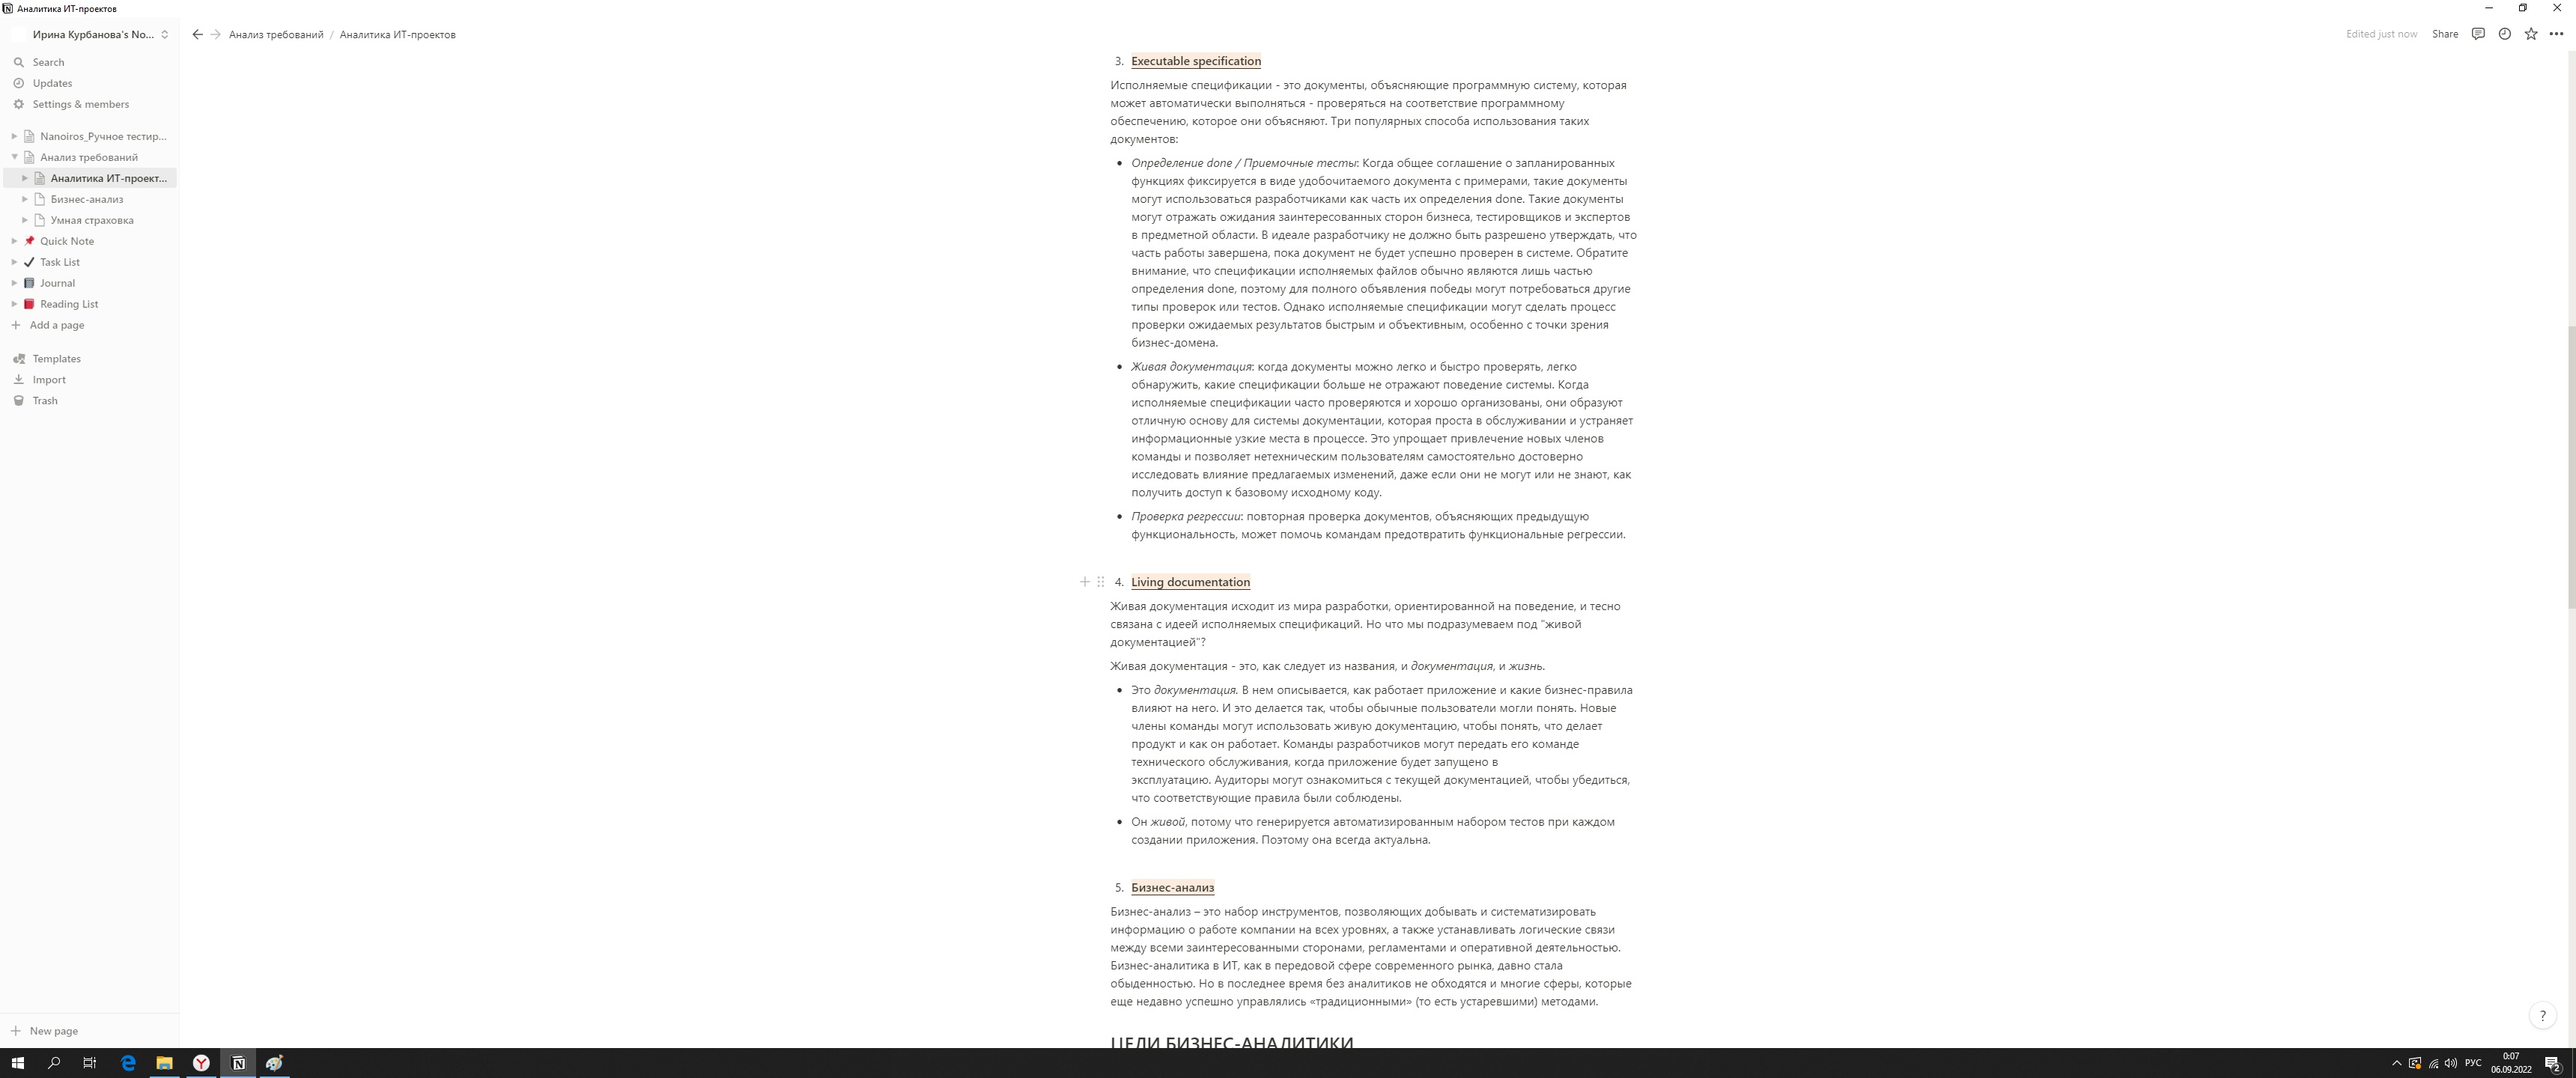 Аналитика ИТ-проектов
Ирина Курбанова's No...
Search
Updates
Settings & members
Nanoiros_Ручное тестир...
Анализ требований
Аналитика ИТ-проект...
Бизнес-анализ
Умная страховка
Quick Note
Task List
Journal
Reading List
Add a page
Templates
Import
Trash
New page
Анализ требований / Аналитика ИТ-проектов
Edited just now Share
3. Executable specification
Исполняемые спецификации - это документы, объясняющие программную систему, которая
может автоматически выполняться - проверяться на соответствие программному
обеспечению, которое они объясняют. Три популярных способа использования таких
документов:
• Определение done / Приемочные тесты: Когда общее соглашение о запланированных
функциях фиксируется в виде удобочитаемого документа с примерами, такие документы
могут использоваться разработчиками как часть их определения done. Такие документы
могут отражать ожидания заинтересованных сторон бизнеса, тестировщиков и экспертов
в предметной области. В идеале разработчику не должно быть разрешено утверждать, что
часть работы завершена, пока документ не будет успешно проверен в системе. Обратите
внимание, что спецификации исполняемых файлов обычно являются лишь частью
определения done, поэтому для полного объявления победы могут потребоваться другие
типы проверок или тестов. Однако исполняемые спецификации могут сделать процесс
проверки ожидаемых результатов быстрым и объективным, особенно с точки зрения
бизнес-домена.
• Живая документация: когда документы можно легко и быстро проверять, легко
обнаружить, какие спецификации больше не отражают поведение системы. Когда
исполняемые спецификации часто проверяются и хорошо организованы, они образуют
отличную основу для системы документации, которая проста в обслуживании и устраняет
информационные узкие места в процессе. Это упрощает привлечение новых членов
команды и позволяет нетехническим пользователям самостоятельно достоверно
исследовать влияние предлагаемых изменений, даже если они не могут или не знают, как
получить доступ к базовому исходному коду.
• Проверка регрессии: повторная проверка документов, объясняющих предыдущую
функциональность, может помочь командам предотвратить функциональные регрессии.
4. Living documentation
Живая документация исходит из мира разработки, ориентированной на поведение, и тесно
связана с идеей исполняемых спецификаций. Но что мы подразумеваем под "живой
документацией"?
Живая документация - это, как следует из названия, и документация, и жизнь.
• Это документация. В нем описывается, как работает приложение и какие бизнес-правила
влияют на него. И это делается так, чтобы обычные пользователи могли понять. Новые
члены команды могут использовать живую документацию, чтобы понять, что делает
продукт и как он работает. Команды разработчиков могут передать его команде
технического обслуживания, когда приложение будет запущено в
эксплуатацию. Аудиторы могут ознакомиться с текущей документацией, чтобы убедиться,
что соответствующие правила были соблюдены.
• Он живой, потому что генерируется автоматизированным набором тестов при каждом
создании приложения. Поэтому она всегда актуальна.
5. Бизнес-анализ
Бизнес-анализ – это набор инструментов, позволяющих добывать и систематизировать
информацию о работе компании на всех уровнях, а также устанавливать логические связи
между всеми заинтересованными сторонами, регламентами и оперативной деятельностью.
Бизнес-аналитика в ИТ, как в передовой сфере современного рынка, давно стала
обыденностью. Но в последнее время без аналитиков не обходятся и многие сферы, которые
еще недавно успешно управлялись «традиционными» (то есть устаревшими) методами.
ЦЕЛИ БИЗНЕС-АНАЛИТИКИ
?
РУС
0:07
06.09.2022
2